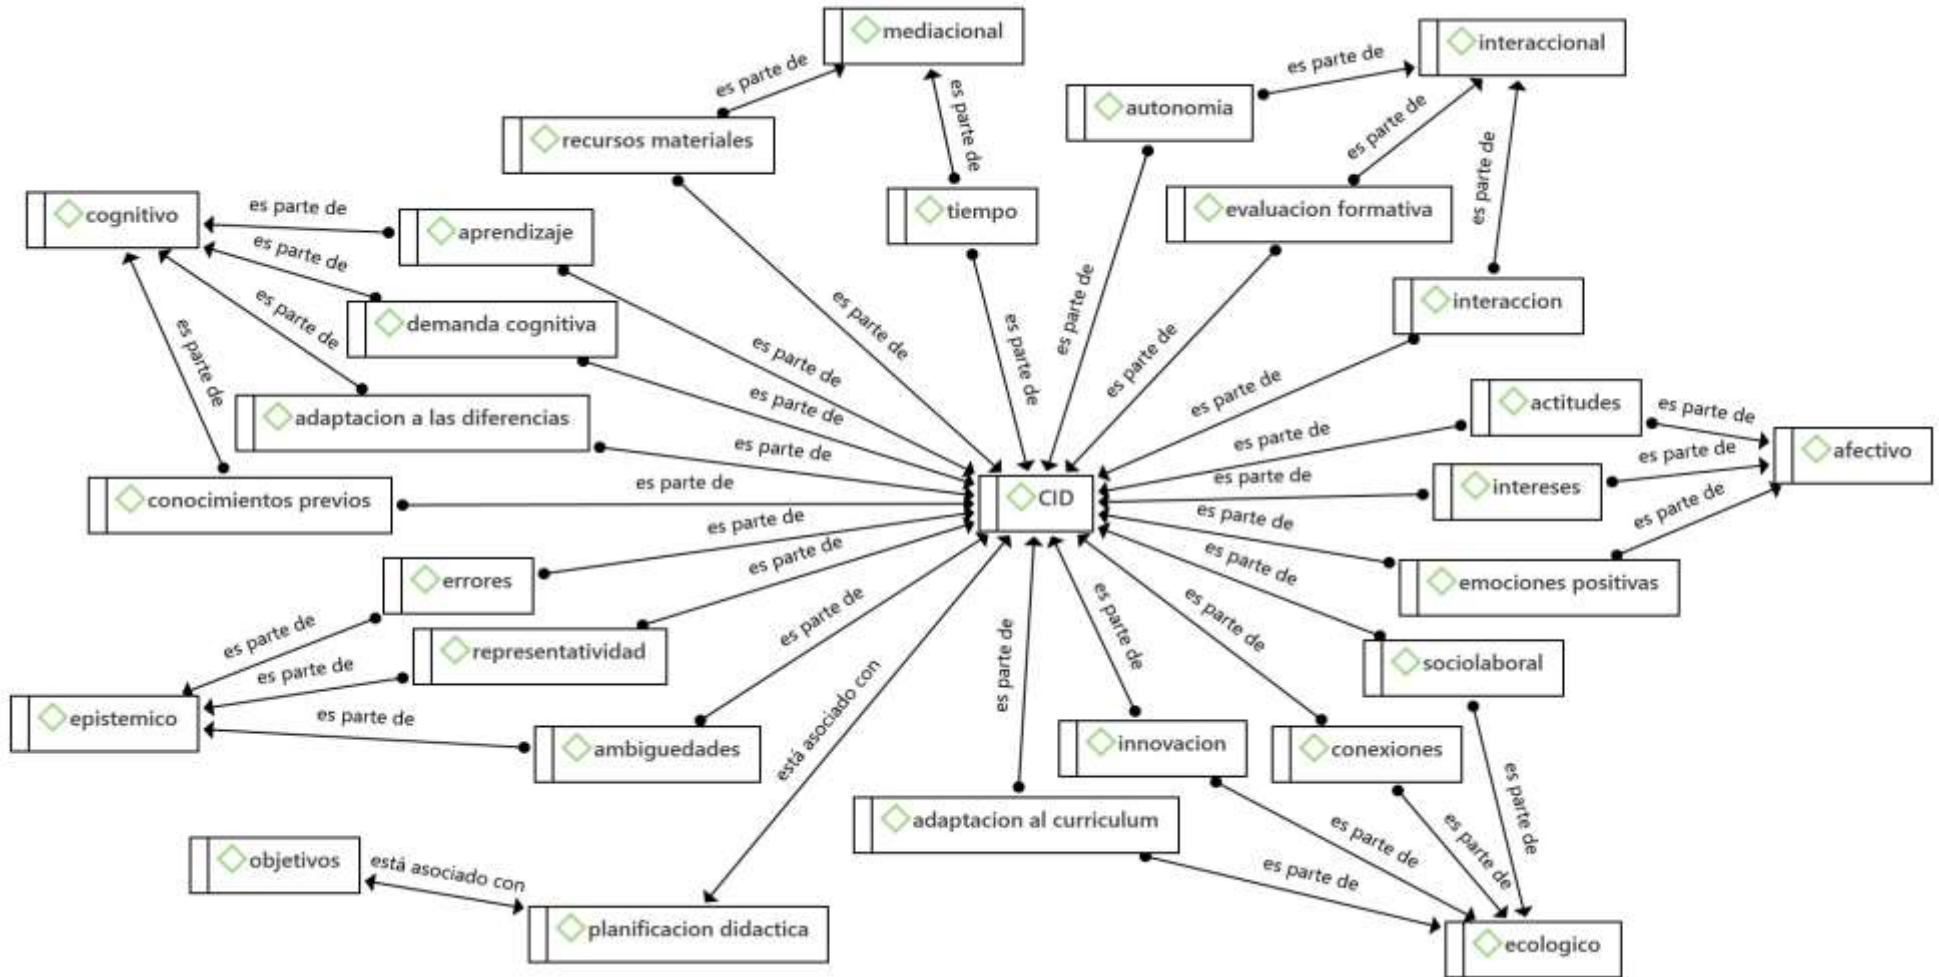 mediacional
interaccional
es parte de
es parte de
autonomia
es parte de
es parte de
recursos materiales
es parte de
es parte de
cognitivo
es parte de
aprendizaje
tiempo
evaluacion formativa
es parte de
demanda cognitiva
interaccion
es parte de
es parte de
es parte de
es parte de
es parte de
es parte de
es parte de
es parte de
adaptacion a las diferencias
es parte de
es parte de
actitudes
es parte de
es parte de
es parte de
es parte de
afectivo
conocimientos previos
es parte de
CID
es parte de
intereses
es parte de
es parte de
es parte de
es parte de
errores
es parte de
es parte de
emociones positivas
es parte de
representatividad
es parte de
es parte de
es parte de
es parte de
es parte de
sociolaboral
epistemico
es parte de
ambiguedades
está asociado con
innovacion
conexiones
adaptacion al curriculum
es parte de
es parte de
es parte de
es parte de
objetivos
está asociado con
planificacion didactica
ecologico